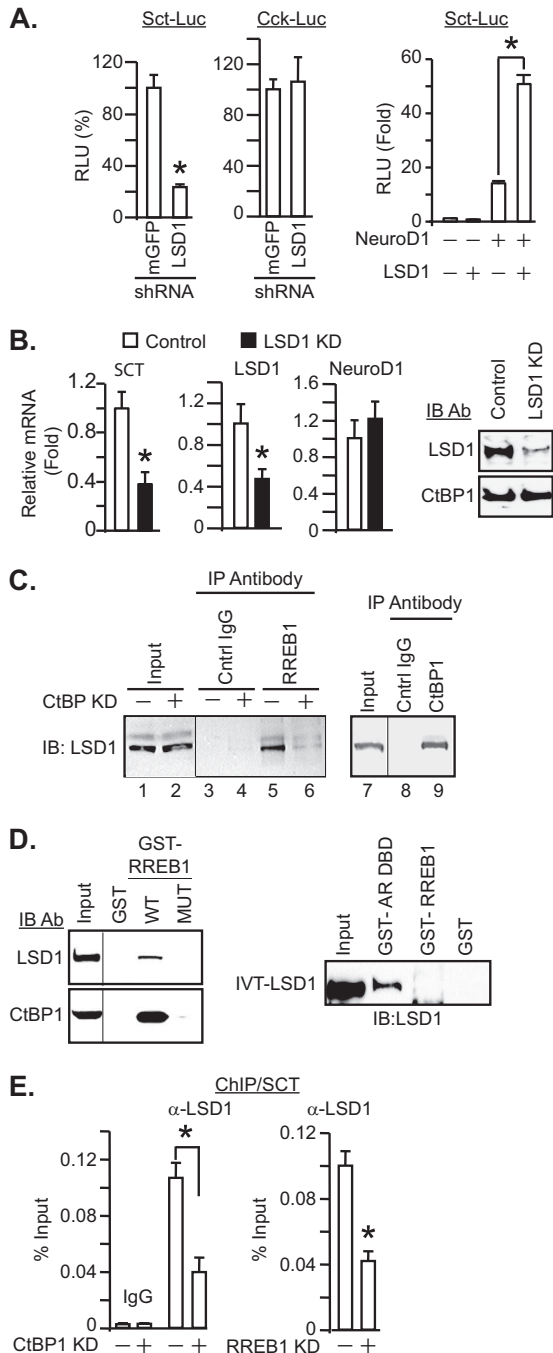 A.
Sct-Luc Cck-Luc Sct-Luc
RLU (%)
120
100
80
60
40
20
0
*
mGFP
LSD1
shRNA
120
100
80
60
40
20
0
mGFP
LSD1
shRNA
RLU (Fold)
60
40
20
0
*
NeuroD1 − − + +
LSD1 − + − +
B.
Control LSD1 KD
Relative mRNA
(Fold)
SCT
1.2
0.8
0.4
0
*
LSD1
1.2
0.8
0.4
0
*
NeuroD1
1.6
1.2
0.8
0.4
0
IB Ab
Control
LSD1 KD
LSD1
CtBP1
C.
IP Antibody
Input
Cntrl IgG
RREB1
CtBP KD − + − + − +
IB: LSD1
1 2 3 4 5 6
IP Antibody
Input
Cntrl IgG
CtBP1
7 8 9
D.
GST-
RREB1
IB Ab
Input
GST
WT
MUT
LSD1
CtBP1
Input
GST- AR DBD
GST- RREB1
GST
IVT-LSD1
IB:LSD1
E.
ChIP/SCT
α-LSD1
% Input
0.12
0.08
0.04
0
IgG
*
CtBP1 KD − + − +
α-LSD1
% Input
0.12
0.08
0.04
0
*
RREB1 KD − +